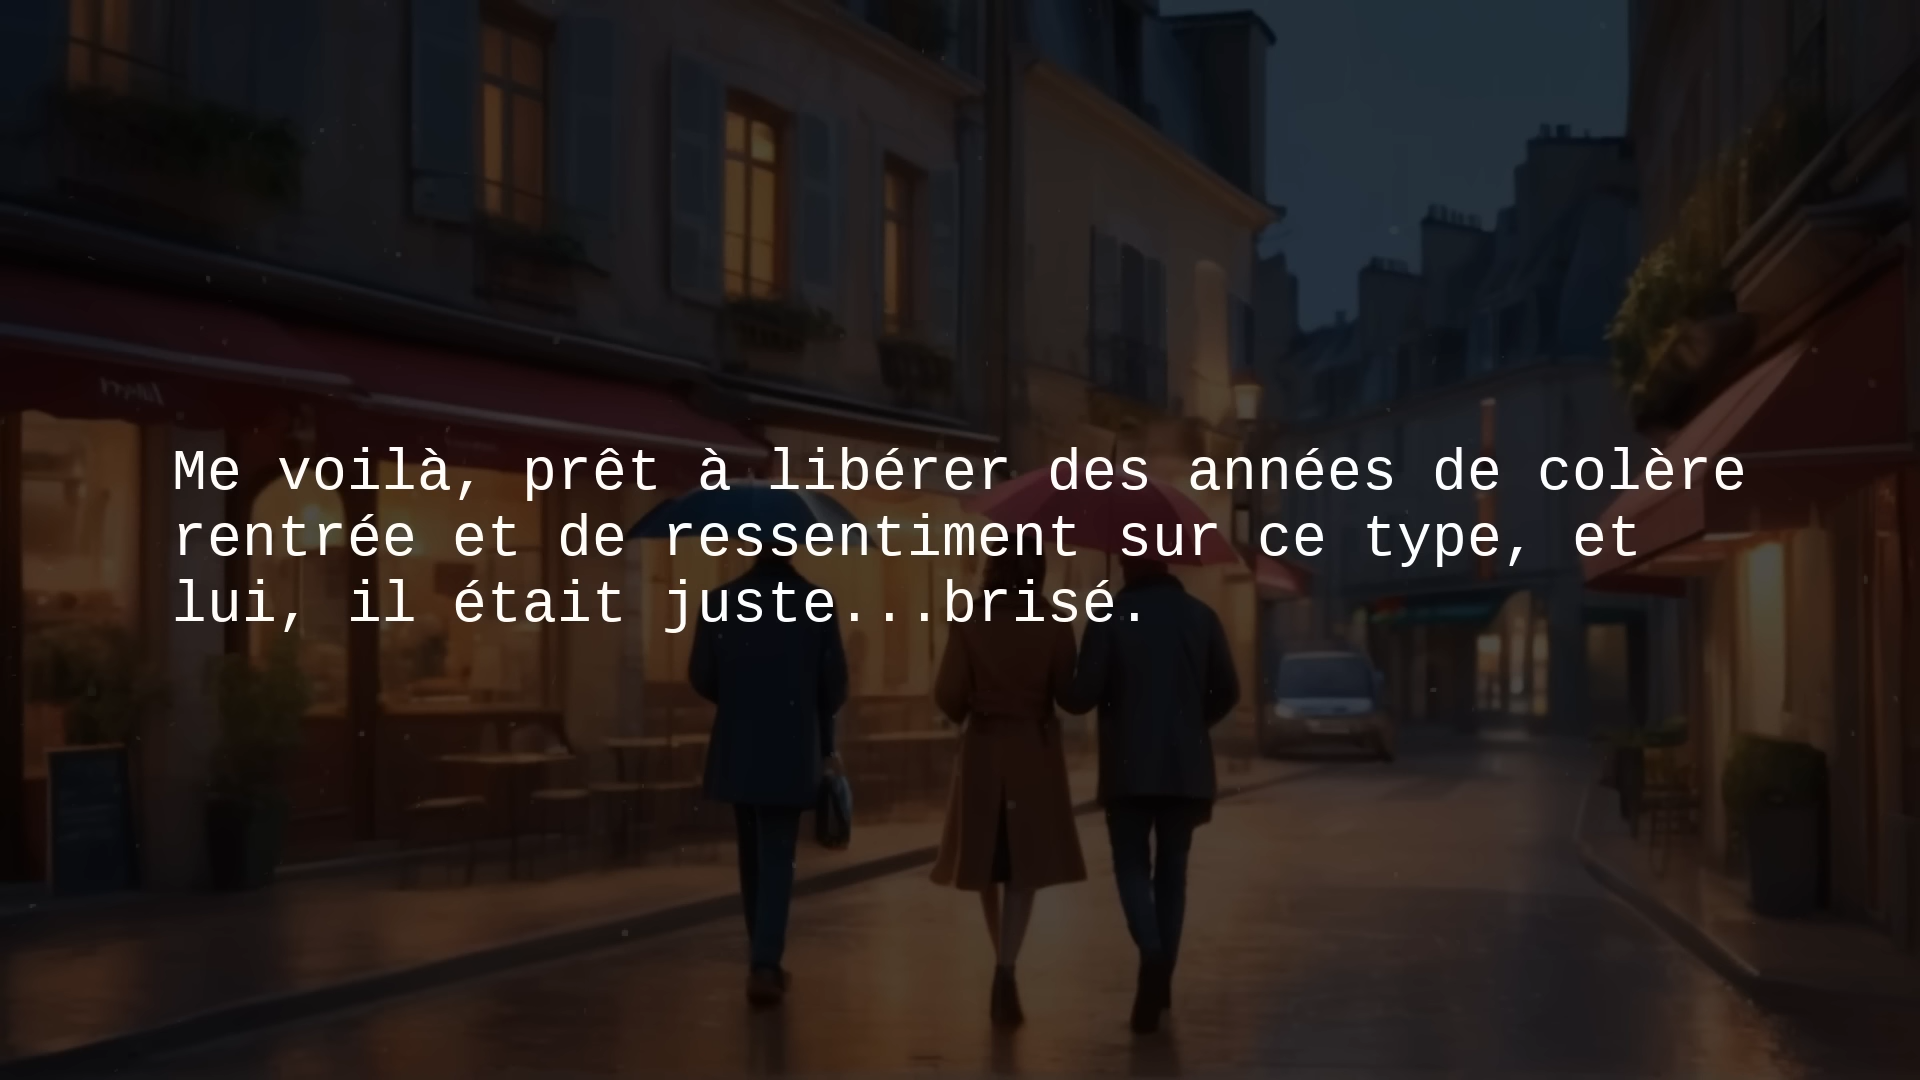 Me voilà, prêt à libérer des années de colère
rentrée et de ressentiment sur ce type, et
lui, il était juste...brisé.